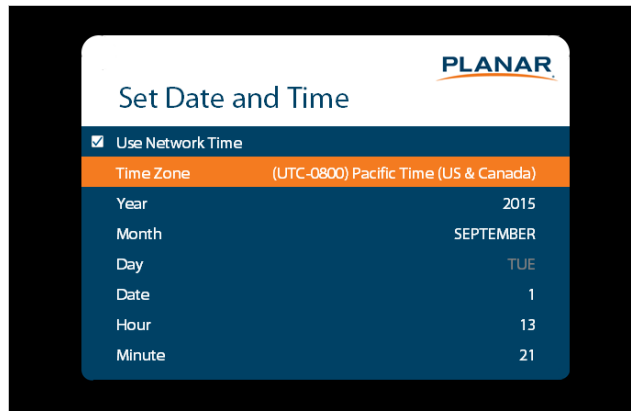 PLANAR
Set Date and Time
Use Network Time
Time Zone (UTC-0800) Pacific Time (US & Canada)
Year 2015
Month SEPTEMBER
Day TUE
Date 1
Hour 13
Minute 21